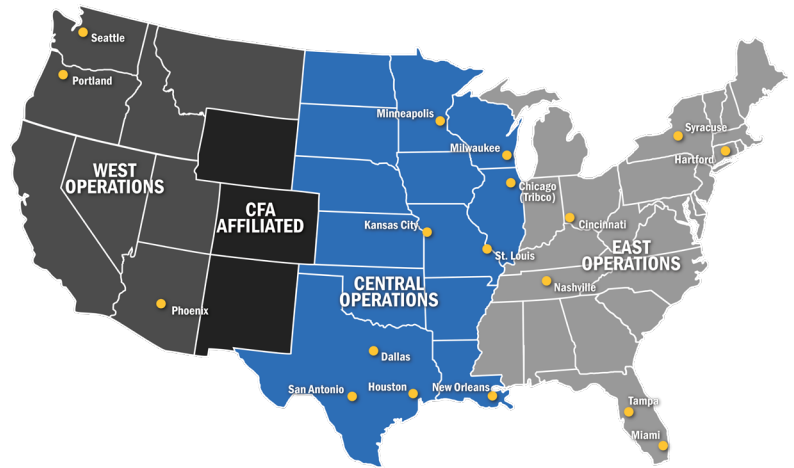 Seattle
Portland
Minneapolis
Milwaukee
Syracuse
Hartford
WEST
OPERATIONS
Chicago
(Tribco)
CFA
AFFILIATED
Kansas City
Cincinnati
St. Louis
EAST
OPERATIONS
Nashville
CENTRAL
OPERATIONS
Phoenix
Dallas
San Antonio
Houston
New Orleans
Tampa
Miami